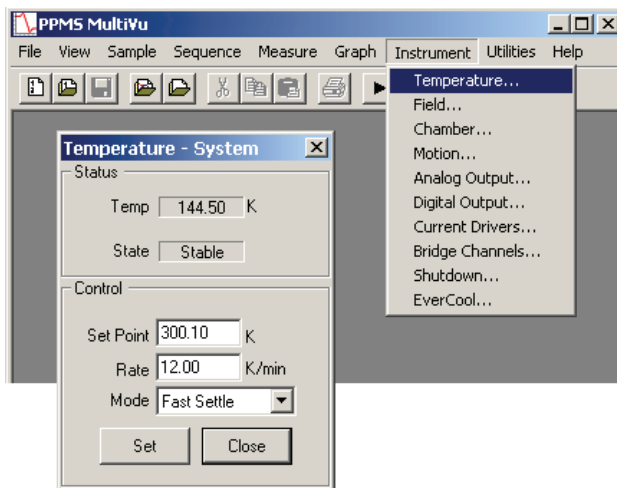 PPMS MultiVu
File View Sample Sequence Measure Graph Instrument Utilities Help
Temperature...
Field...
Chamber...
Motion...
Analog Output...
Digital Output...
Current Drivers...
Bridge Channels...
Shutdown...
EverCool...
Temperature - System
Status
Temp 144.50 K
State Stable
Control
Set Point 300.10 K
Rate 12.00 K/min
Mode Fast Settle
Set Close